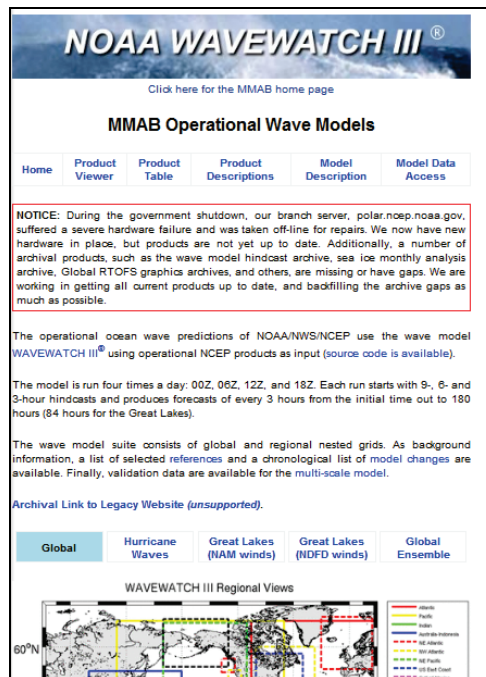 NOAA WAVEWATCH III ®
Click here for the MMAB home page
MMAB Operational Wave Models
Home
Product Viewer
Product Table
Product Descriptions
Model Description
Model Data Access
NOTICE: During the government shutdown, our branch server, polar.ncep.noaa.gov,
suffered a severe hardware failure and was taken off-line for repairs. We now have new
hardware in place, but products are not yet up to date. Additionally, a number of
archival products, such as the wave model hindcast archive, sea ice monthly analysis
archive, Global RTOFS graphics archives, and others, are missing or have gaps. We are
working in getting all current products up to date, and backfilling the archive gaps as
much as possible.
The operational ocean wave predictions of NOAA/NWS/NCEP use the wave model
WAVEWATCH III® using operational NCEP products as input (source code is available).
The model is run four times a day: 00Z, 06Z, 12Z, and 18Z. Each run starts with 9-, 6- and
3-hour hindcasts and produces forecasts of every 3 hours from the initial time out to 180
hours (84 hours for the Great Lakes).
The wave model suite consists of global and regional nested grids. As background
information, a list of selected references and a chronological list of model changes are
available. Finally, validation data are available for the multi-scale model.
Archival Link to Legacy Website (unsupported).
Global
Hurricane Waves
Great Lakes (NAM winds)
Great Lakes (NDFD winds)
Global Ensemble
WAVEWATCH III Regional Views
60°N
Atlantic
Pacific
Indian
Australia-Indonesia
NE Atlantic
NW Atlantic
NE Pacific
US East Coast